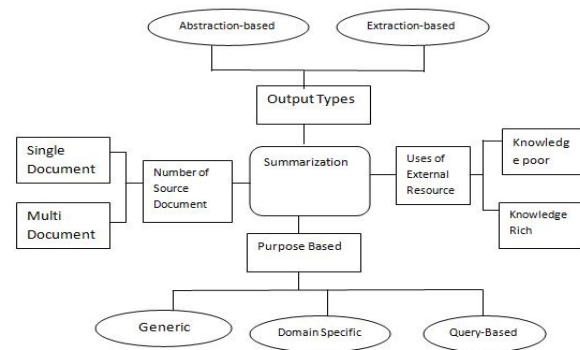 Abstraction-based
Extraction-based
Output Types
Single
Document
Multi
Document
Number of
Source
Document
Summarization
Uses of
External
Resource
Knowledg
e poor
Knowledge
Rich
Purpose Based
Generic
Domain Specific
Query-Based